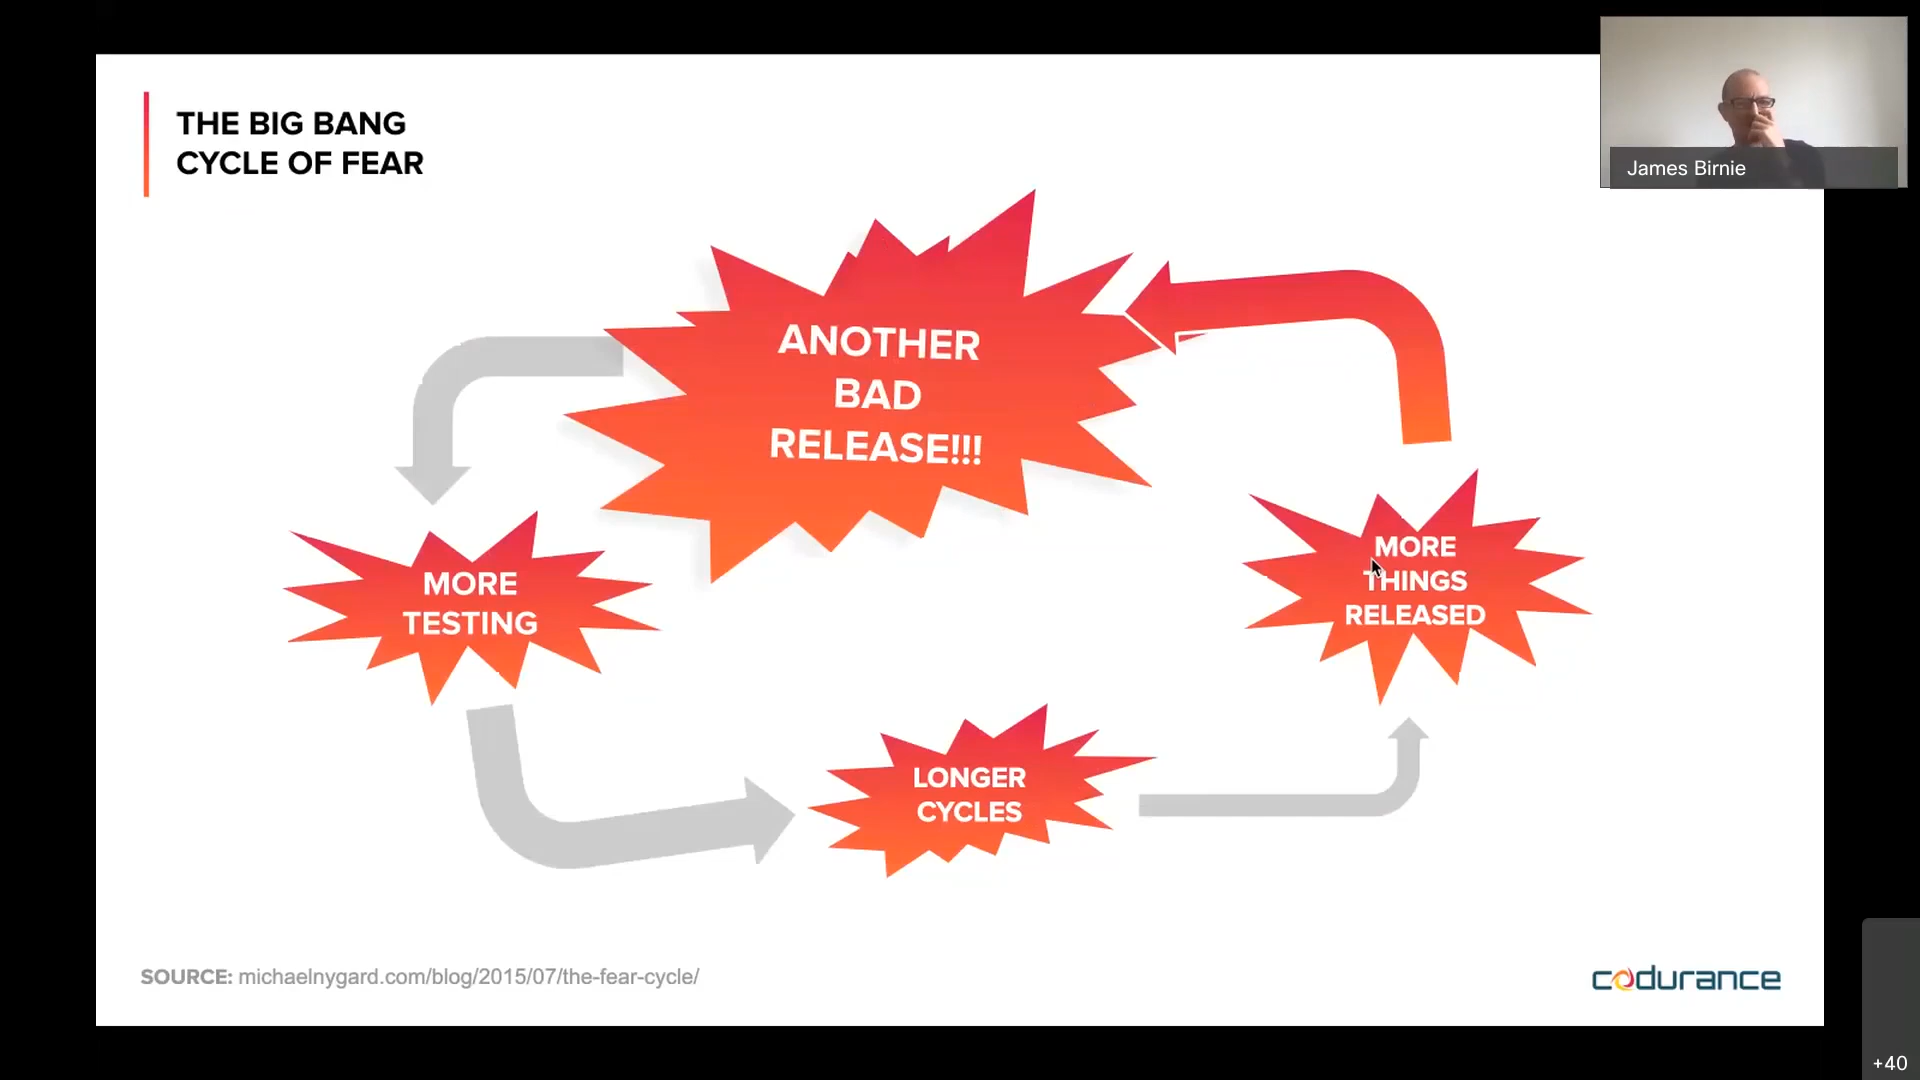 THE BIG BANG
CYCLE OF FEAR
James Birnie
ANOTHER
BAD
RELEASE!!!
MORE
TESTING
MORE
THINGS
RELEASED
LONGER
CYCLES
SOURCE: michaelnygard.com/blog/2015/07/the-fear-cycle/
codurance
+40